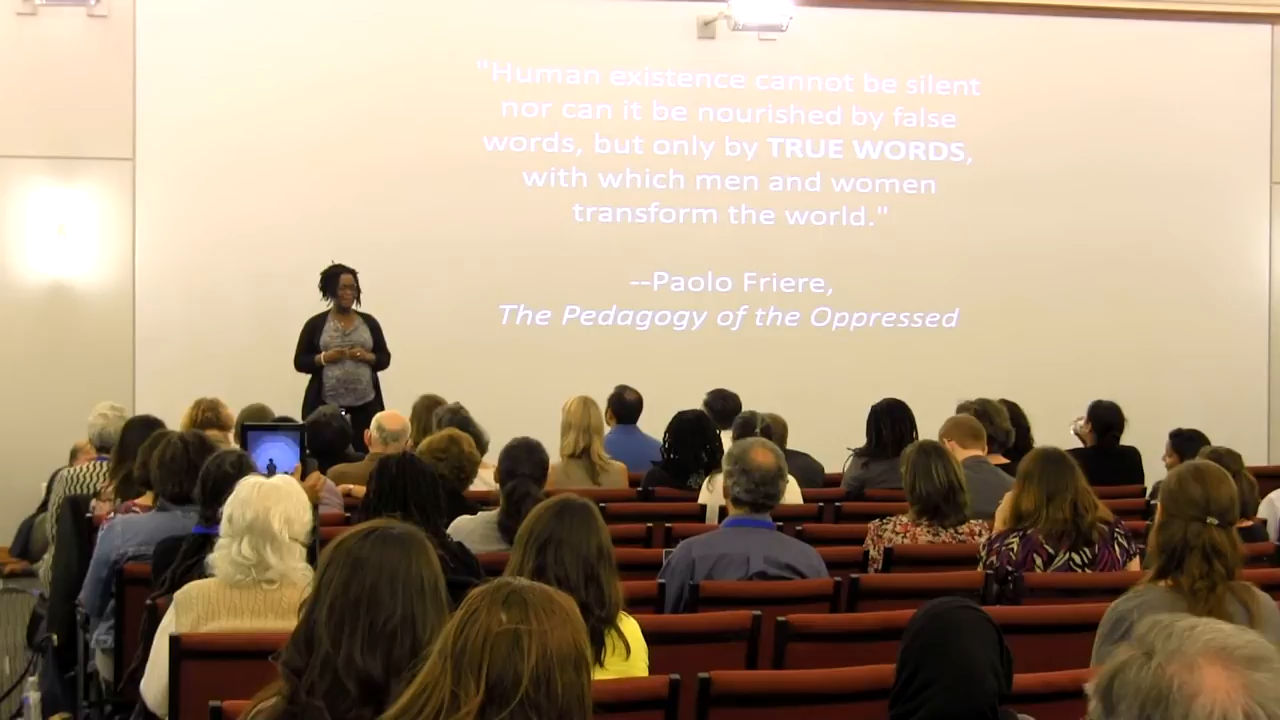 "Human existence cannot be silent
nor can it be nourished by false
words, but only by TRUE WORDS,
with which men and women
transform the world."
--Paolo Friere,
The Pedagogy of the Oppressed